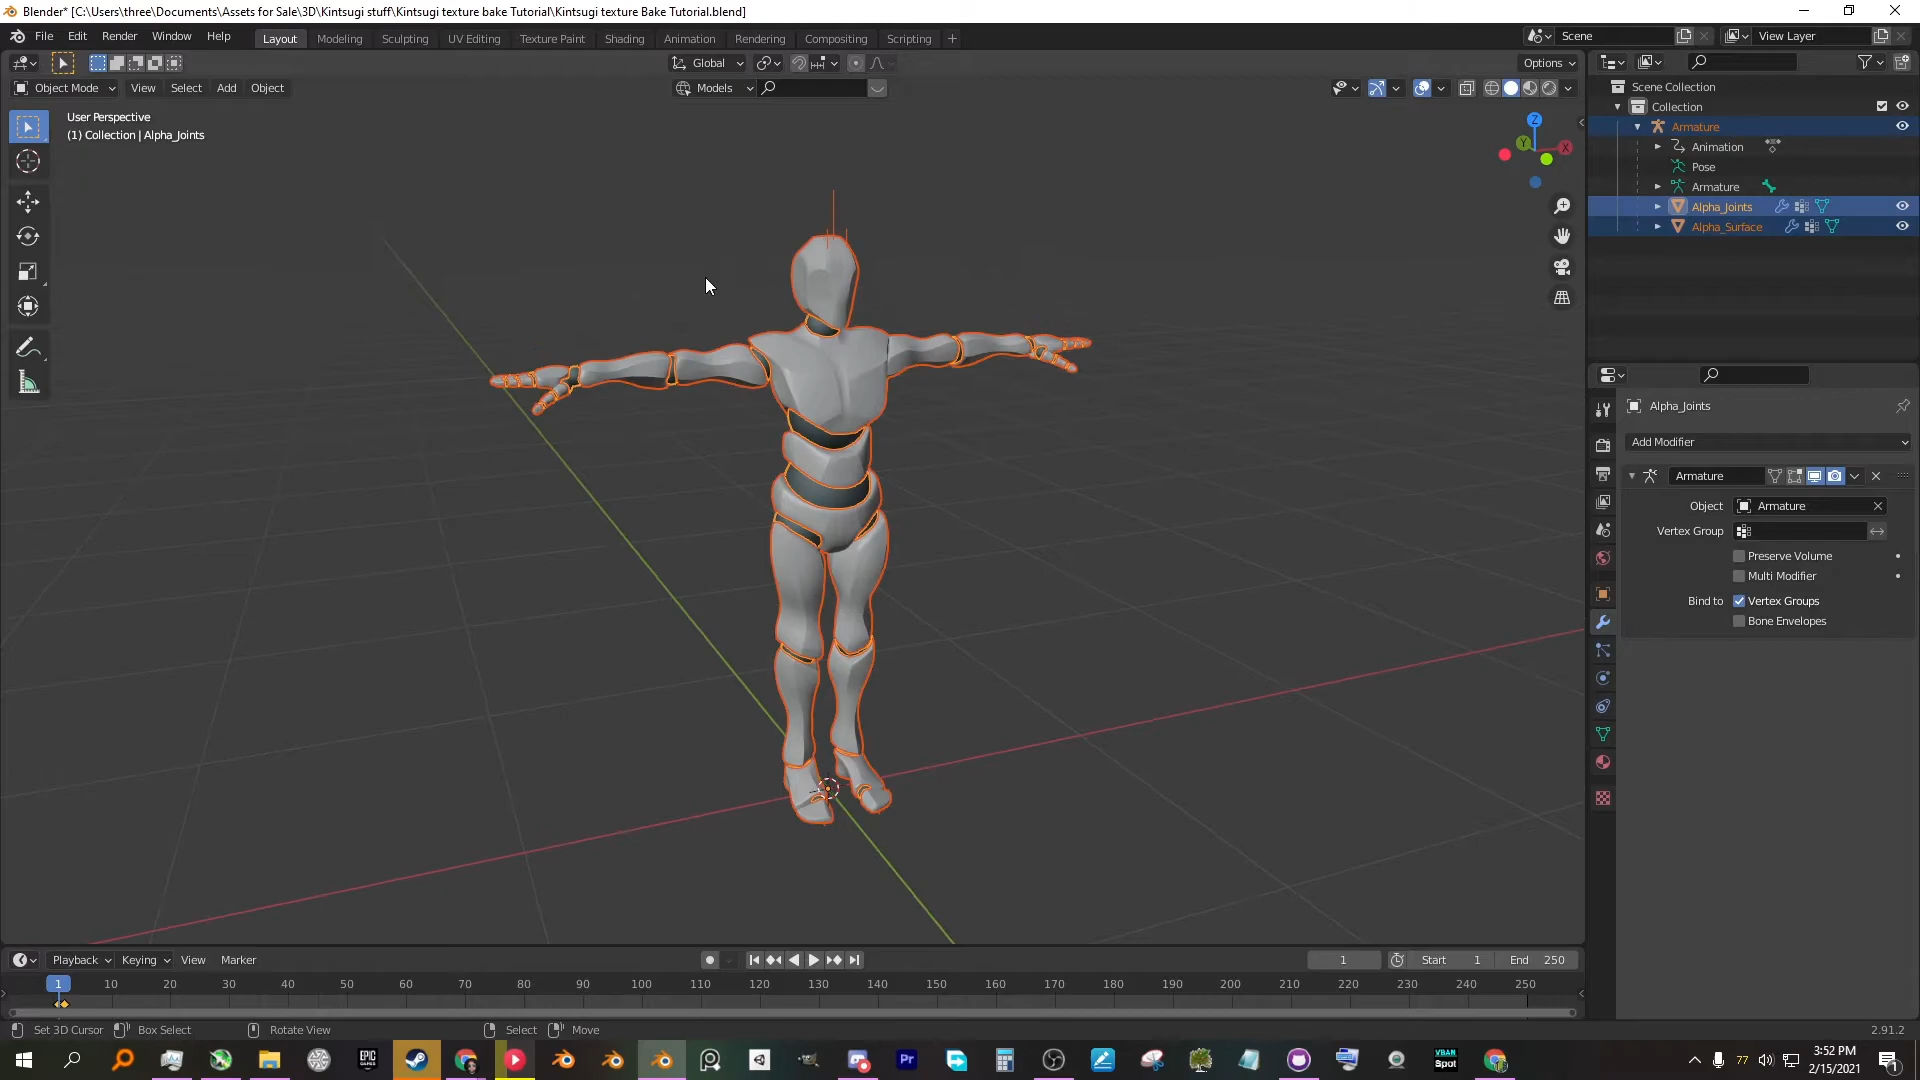 Blender* [C:\Users\three\Documents\Assets for Sale\3D\Kintsugi stuff\Kintsugi texture bake Tutorial\Kintsugi texture Bake Tutorial.blend]
File Edit Render Window Help
Layout Modeling Sculpting UV Editing Texture Paint Shading Animation Rendering Compositing Scripting
Scene
View Layer
Global
Options
Object Mode View Select Add Object
Models
User Perspective
(1) Collection | Alpha_Joints
Z
Y
X
Scene Collection
Collection
Armature
Animation
Pose
Armature
Alpha_Joints
Alpha_Surface
Alpha_Joints
Add Modifier
Armature
Object Armature
Vertex Group
Preserve Volume
Multi Modifier
Bind to Vertex Groups
Bone Envelopes
Playback Keying View Marker
1 Start 1 End 250
1 10 20 30 40 50 60 70 80 90 100 110 120 130 140 150 160 170 180 190 200 210 220 230 240 250
Set 3D Cursor Box Select Rotate View Select Move
2.91.2
EPIC GAMES
Pr
VBAN Spot
77
3:52 PM
2/15/2021
1